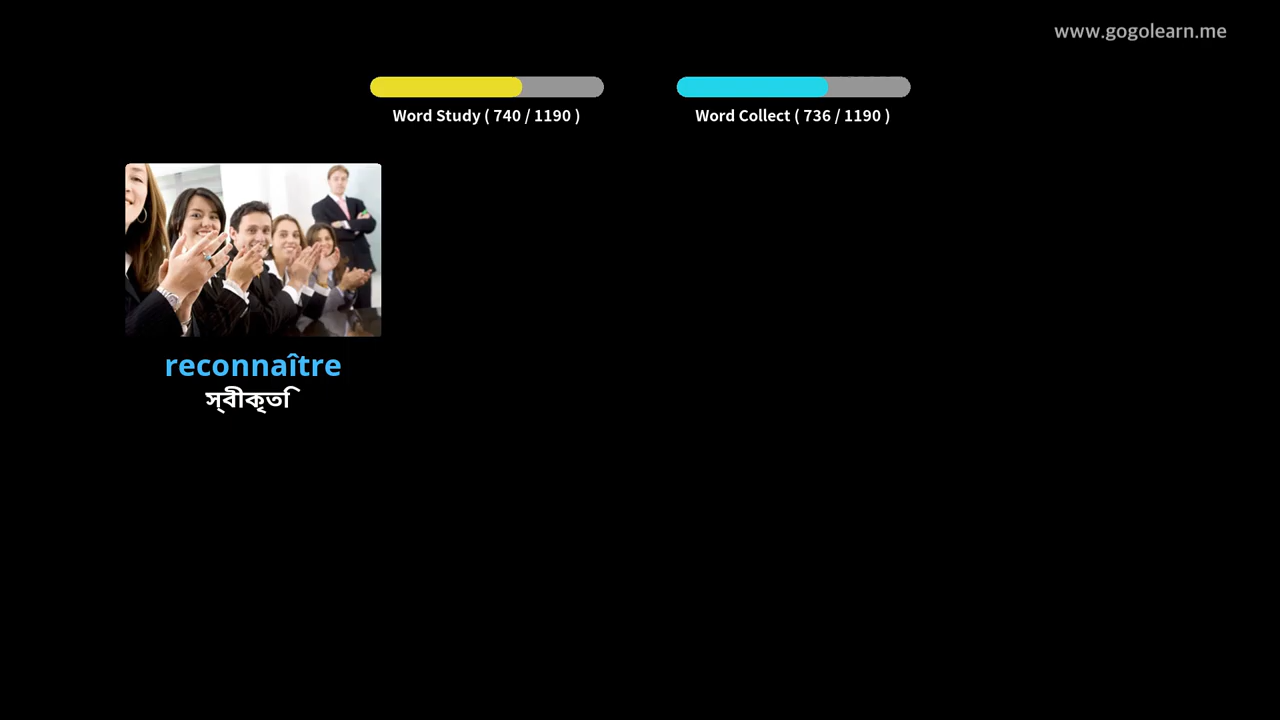 www.gogolearn.me
Word Study ( 740 / 1190 )
Word Collect ( 736 / 1190 )
reconnaître
স্বীকৃতি